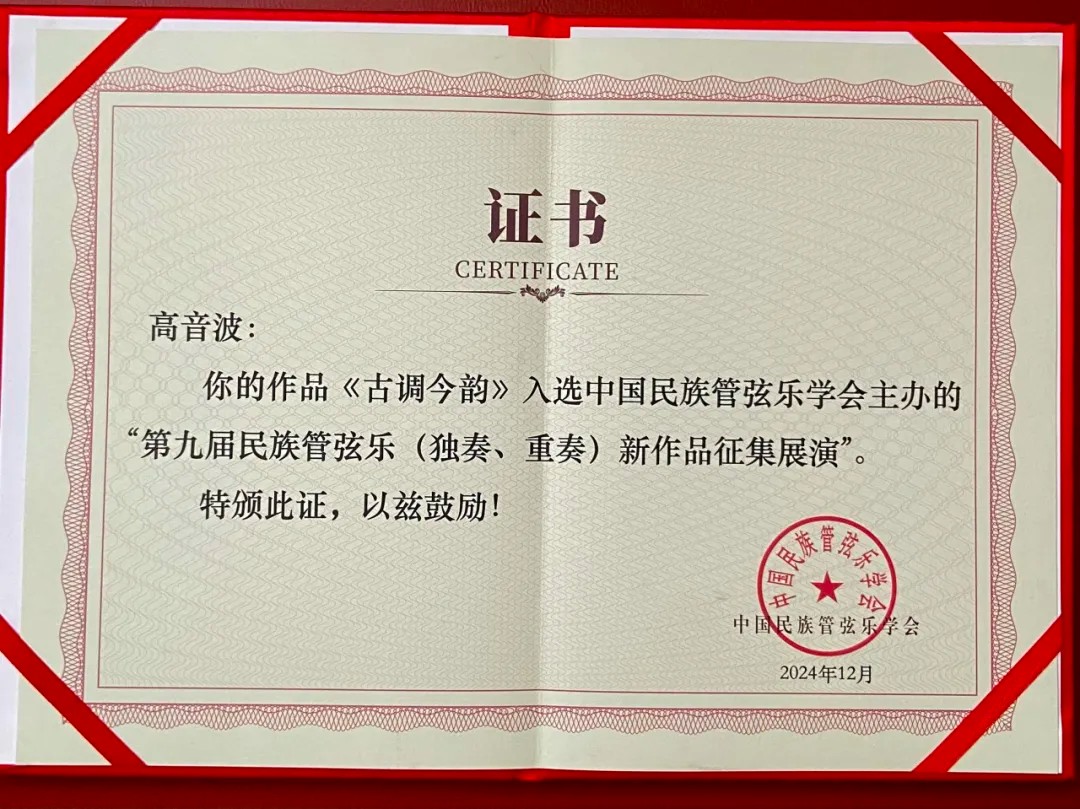 证书
CERTIFICATE
高音波：
你的作品《古调今韵》入选中国民族管弦乐学会主办的
“第九届民族管弦乐（独奏、重奏）新作品征集展演”。
特颁此证，以兹鼓励！
中国民族管弦乐学会
中国民族管弦乐学会
2024年12月